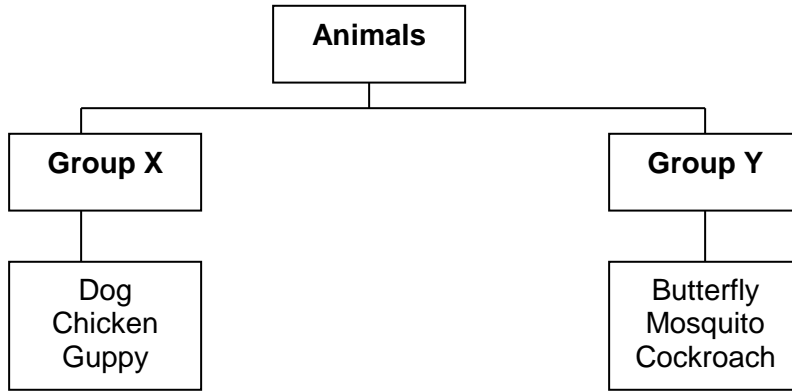 Animals
Group X
Group Y
Dog
Chicken
Guppy
Butterfly
Mosquito
Cockroach